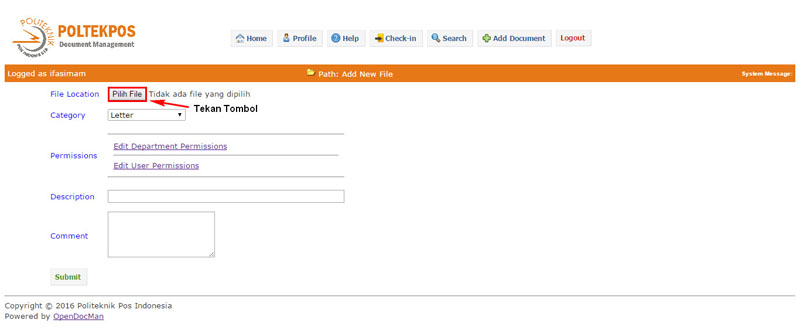 POLITEKNIK
POS INDONESIA
POLTEKPOS
Document Management
Home
Profile
Help
Check-in
Search
Add Document
Logout
Logged as ifasimam
Path: Add New File
System Message:
File Location
Pilih File
Tidak ada file yang dipilih
Tekan Tombol
Category
Letter
Permissions
Edit Department Permissions
Edit User Permissions
Description
Comment
Submit
Copyright © 2016 Politeknik Pos Indonesia
Powered by OpenDocMan